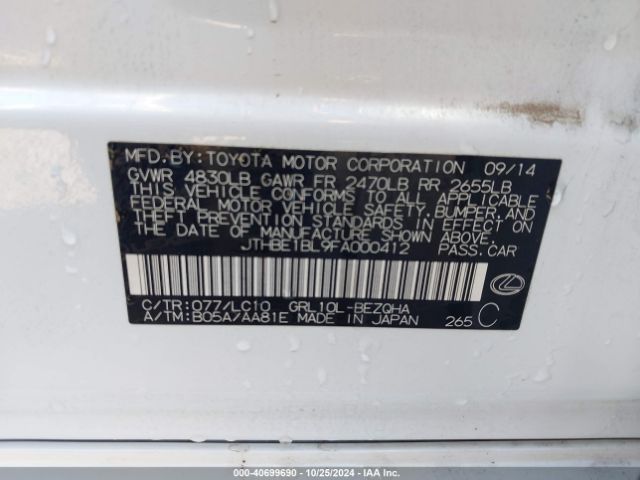 MFD.BY:TOYOTA MOTOR CORPORATION 09/14
GVWR 4830LB GAWR FR 2470LB RR 2655LB
THIS VEHICLE CONFORMS TO ALL APPLICABLE
FEDERAL MOTOR VEHICLE SAFETY,BUMPER,AND
THEFT PREVENTION STANDARDS IN EFFECT ON
THE DATE OF MANUFACTURE SHOWN ABOVE.
JTHBE1BL9FA000412 PASS.CAR
C/TR:077/LC10 GRL10L-BEZQHA
A/TM:B05A/AA81E MADE IN JAPAN 265 C
000-40699690 - 10/25/2024 - IAA Inc.